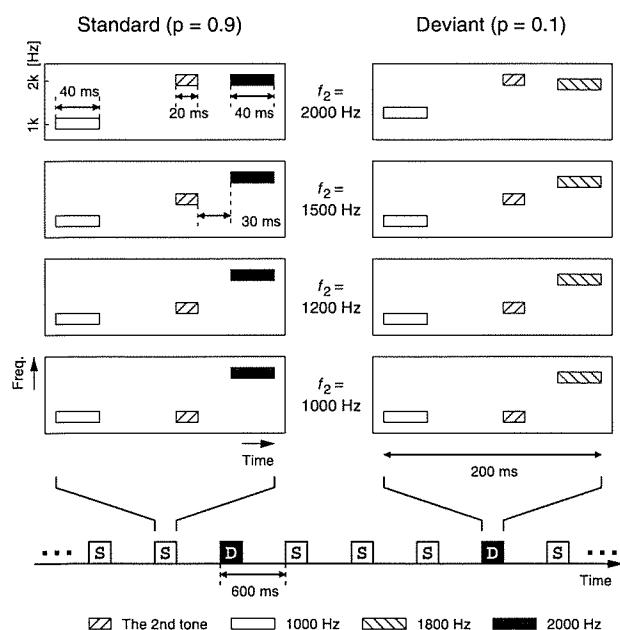 Standard (p = 0.9)
Deviant (p = 0.1)
[Hz]
2k
1k
40 ms
20 ms
40 ms
f2 =
2000 Hz
30 ms
f2 =
1500 Hz
f2 =
1200 Hz
Freq.
f2 =
1000 Hz
Time
200 ms
... S S D S S S D S ...
600 ms
Time
The 2nd tone 1000 Hz 1800 Hz 2000 Hz